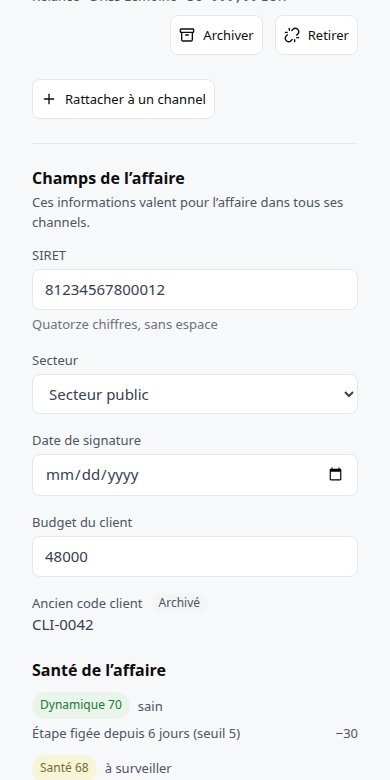 Archiver
Retirer
Rattacher à un channel
Champs de l’affaire
Ces informations valent pour l’affaire dans tous ses
channels.
SIRET
81234567800012
Quatorze chiffres, sans espace
Secteur
Secteur public
Date de signature
mm/dd/yyyy
Budget du client
48000
Ancien code client Archivé
CLI-0042
Santé de l’affaire
Dynamique 70 sain
Étape figée depuis 6 jours (seuil 5) −30
Santé 68 à surveiller